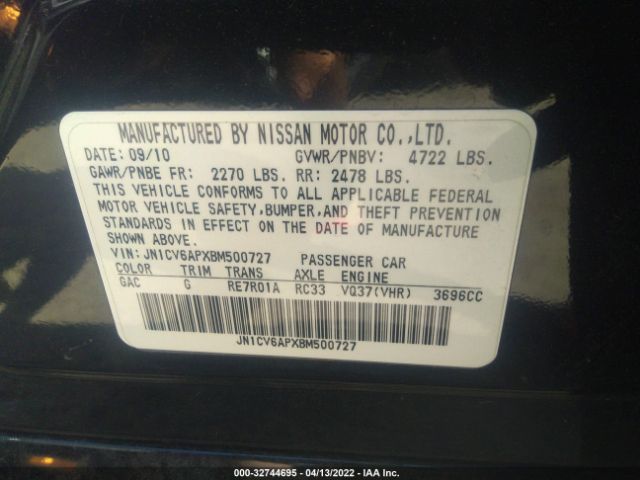 MANUFACTURED BY NISSAN MOTOR CO.,LTD.
DATE: 09/10 GVWR/PNBV: 4722 LBS.
GAWR/PNBE FR: 2270 LBS. RR: 2478 LBS.
THIS VEHICLE CONFORMS TO ALL APPLICABLE FEDERAL
MOTOR VEHICLE SAFETY,BUMPER,AND THEFT PREVENTION
STANDARDS IN EFFECT ON THE DATE OF MANUFACTURE
SHOWN ABOVE.
VIN: JN1CV6APXBM500727 PASSENGER CAR
COLOR TRIM TRANS AXLE ENGINE
GAC G RE7R01A RC33 VQ37(VHR) 3696CC
JN1CV6APXBM500727
000-32744695 - 04/13/2022 - IAA Inc.